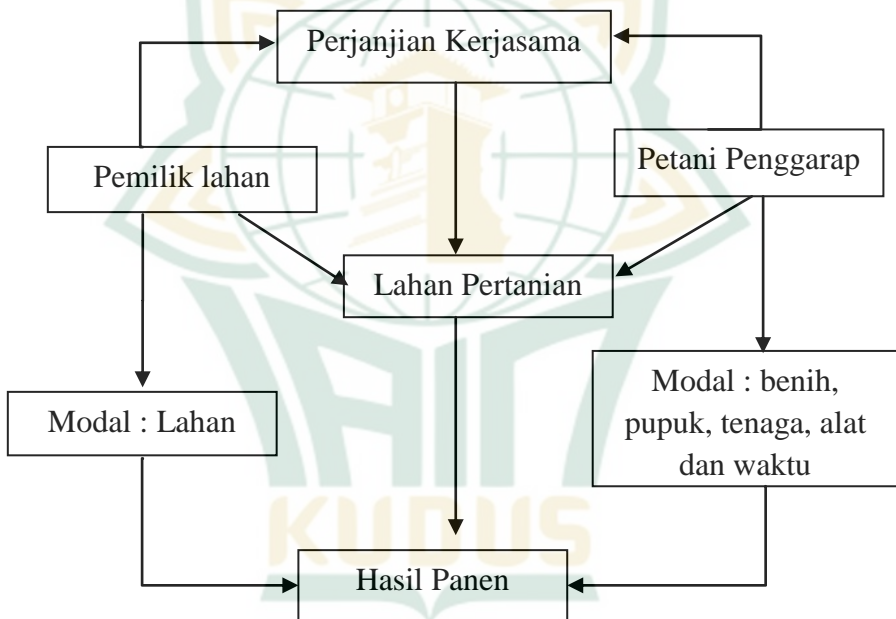 Perjanjian Kerjasama
Pemilik lahan
Petani Penggarap
Lahan Pertanian
Modal : Lahan
Modal : benih,
pupuk, tenaga, alat
dan waktu
KUDUS
Hasil Panen